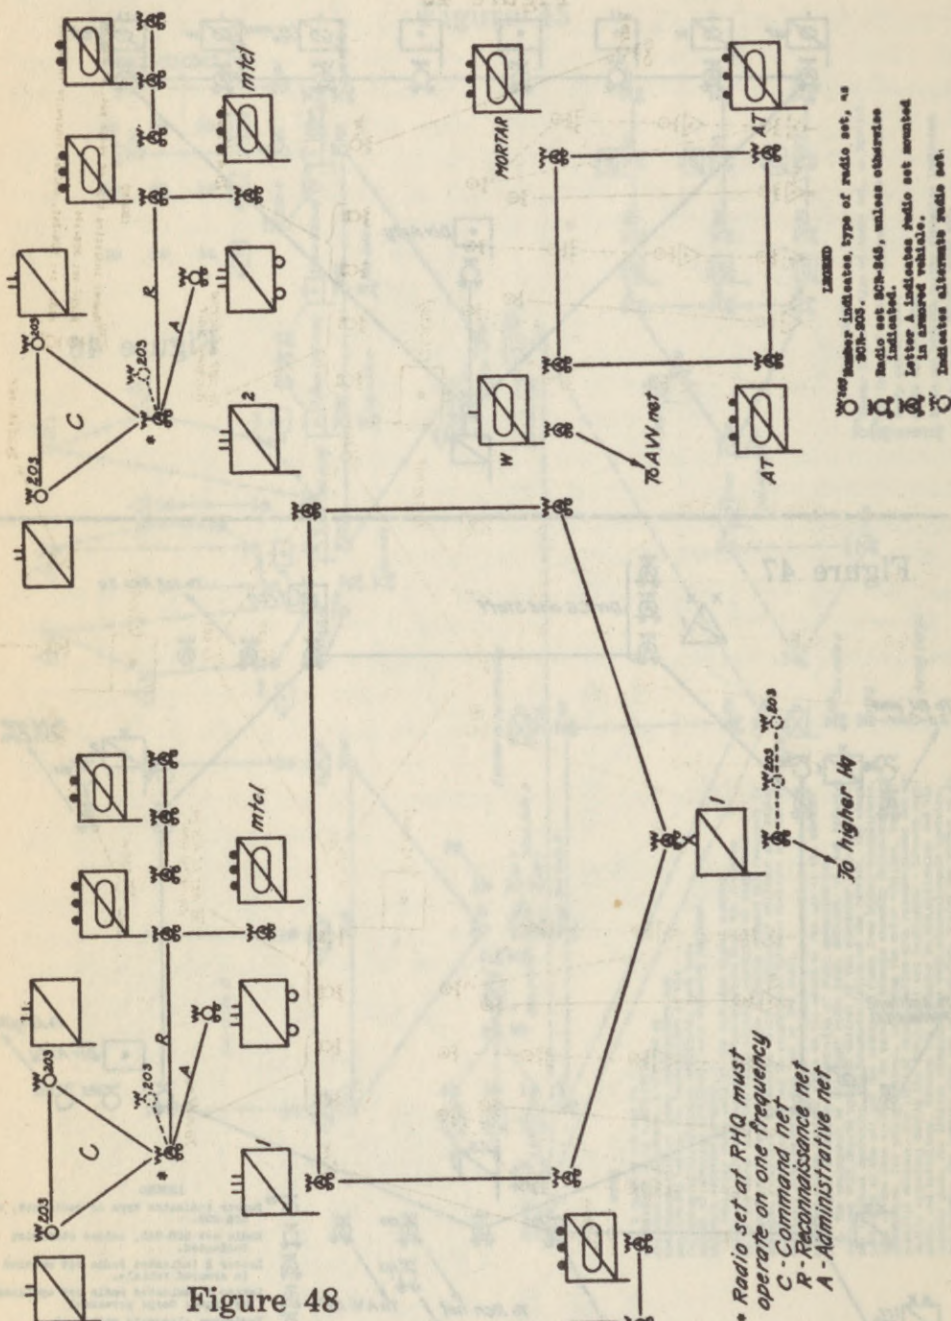 mtcl
203
C
203
203
R
A
*
2
MORTAR
AT
W
To AW net
AT
LEGEND
203 Number indicates type of radio set, as
SCR-203.
Radio set SCR-245, unless otherwise
indicated.
Letter A indicates radio set mounted
in armored vehicle.
Indicates alternate radio set.
Figure 47
203
C
203
203
R
A
*
mtcl
1
1
203
203
To higher Hq
* Radio set at RHQ must
operate on one frequency
C - Command net
R - Reconnaissance net
A - Administrative net
Figure 48